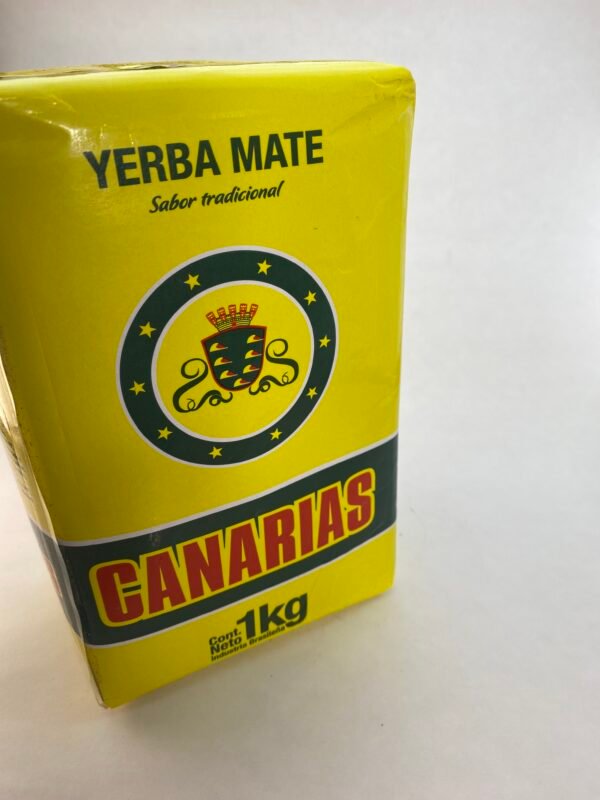 YERBA MATE
Sabor tradicional
CANARIAS
Cont.
Neto 1kg
Industria Brasileña